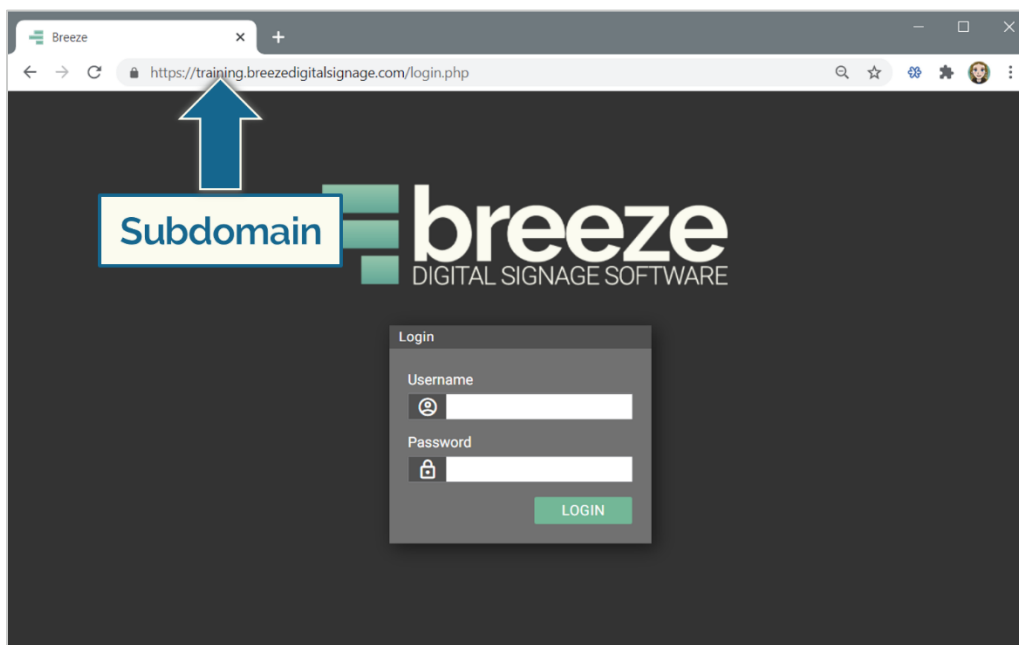 Breeze
https://training.breezedigitalsignage.com/login.php
Subdomain
breeze
DIGITAL SIGNAGE SOFTWARE
Login
Username
Password
LOGIN